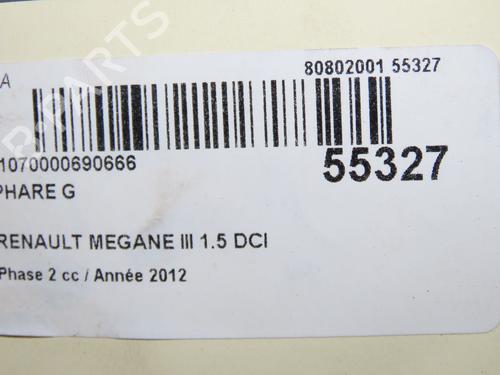 A
80802001 55327
1070000690666
55327
PHARE G
RENAULT MEGANE III 1.5 DCI
Phase 2 cc / Année 2012